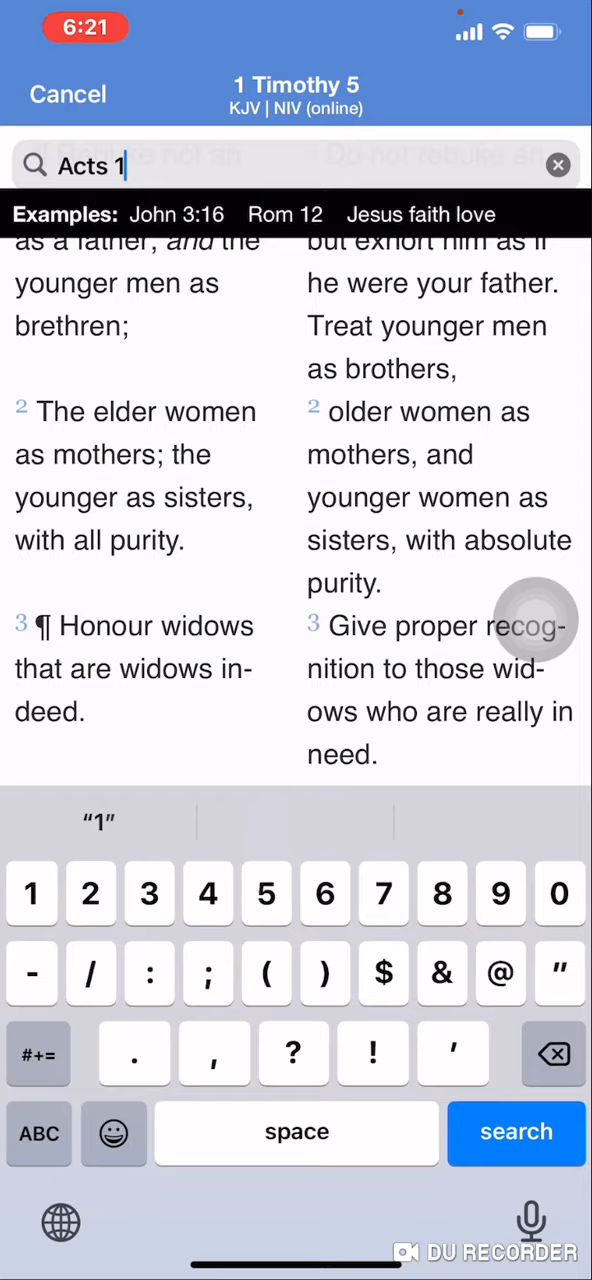 6:21
Cancel
1 Timothy 5
KJV | NIV (online)
Acts 1
Examples: John 3:16 Rom 12 Jesus faith love
as a father, and the
younger men as
brethren;
2 The elder women
as mothers; the
younger as sisters,
with all purity.
3 ¶ Honour widows
that are widows in-
deed.
but exhort him as if
he were your father.
Treat younger men
as brothers,
2 older women as
mothers, and
younger women as
sisters, with absolute
purity.
3 Give proper recog-
nition to those wid-
ows who are really in
need.
“1”
1 2 3 4 5 6 7 8 9 0
- / : ; ( ) $ & @ "
#+= . , ? ! ’
ABC space search
DU RECORDER